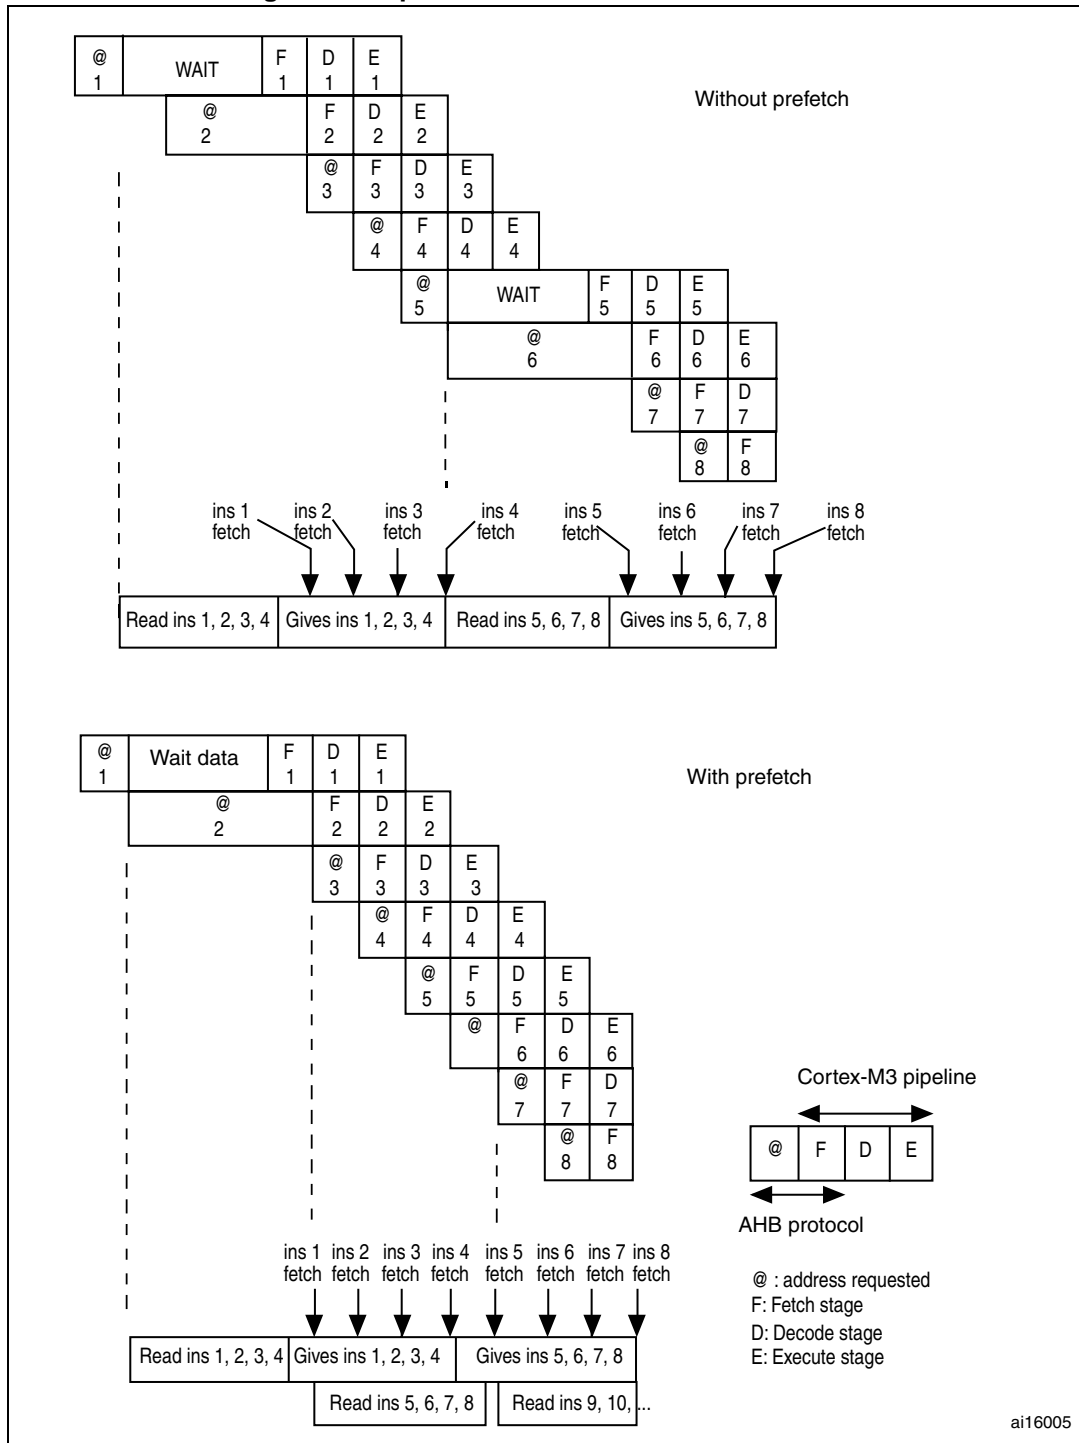 @ WAIT F D E
1 1 1 1
Without prefetch
@ F D E
2 2 2 2
@ F D E
3 3 3 3
@ F D E
4 4 4 4
@ WAIT F D E
5 5 5 5
@ F D E
6 6 6 6
@ F D
7 7 7
@ F
8 8
ins 1 ins 2 ins 3 ins 4 ins 5 ins 6 ins 7 ins 8
fetch fetch fetch fetch fetch fetch fetch fetch
Read ins 1, 2, 3, 4 Gives ins 1, 2, 3, 4 Read ins 5, 6, 7, 8 Gives ins 5, 6, 7, 8
@ Wait data F D E
1 1 1 1
With prefetch
@ F D E
2 2 2 2
@ F D E
3 3 3 3
@ F D E
4 4 4 4
@ F D E
5 5 5 5
@ F D E
6 6 6
@ F D
7 7 7
@ F
8 8
Cortex-M3 pipeline
@ F D E
AHB protocol
@ : address requested
F: Fetch stage
D: Decode stage
E: Execute stage
ins 1 ins 2 ins 3 ins 4 ins 5 ins 6 ins 7 ins 8
fetch fetch fetch fetch fetch fetch fetch fetch
Read ins 1, 2, 3, 4 Gives ins 1, 2, 3, 4 Gives ins 5, 6, 7, 8
Read ins 5, 6, 7, 8 Read ins 9, 10, ...
ai16005